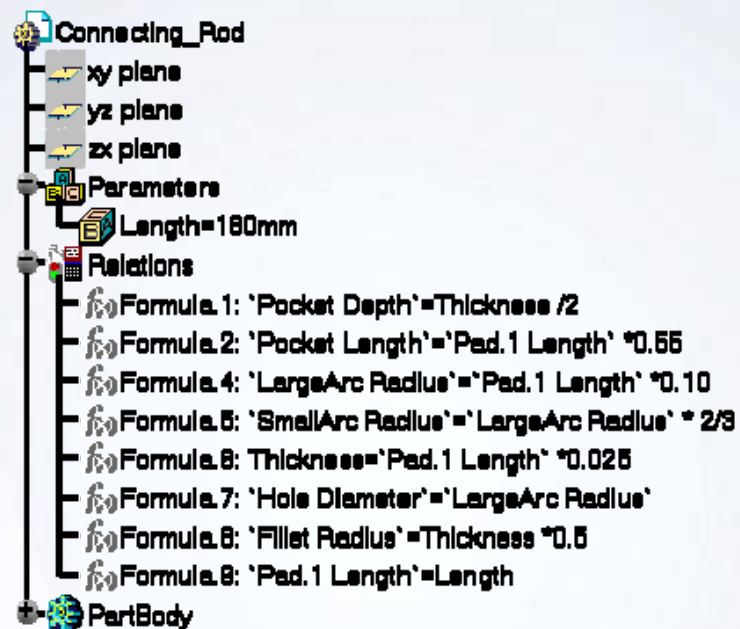 Connecting_Rod
xy plane
yz plane
zx plane
Parameters
Length=180mm
Relations
f(x) Formula.1: `Pocket Depth`=Thickness /2
f(x) Formula.2: `Pocket Length`=`Pad.1 Length` *0.55
f(x) Formula.4: `LargeArc Radius`=`Pad.1 Length` *0.10
f(x) Formula.5: `SmallArc Radius`=`LargeArc Radius` * 2/3
f(x) Formula.6: Thickness=`Pad.1 Length` *0.025
f(x) Formula.7: `Hole Diameter`=`LargeArc Radius`
f(x) Formula.8: `Fillet Radius`=Thickness *0.5
f(x) Formula.9: `Pad.1 Length`=Length
PartBody